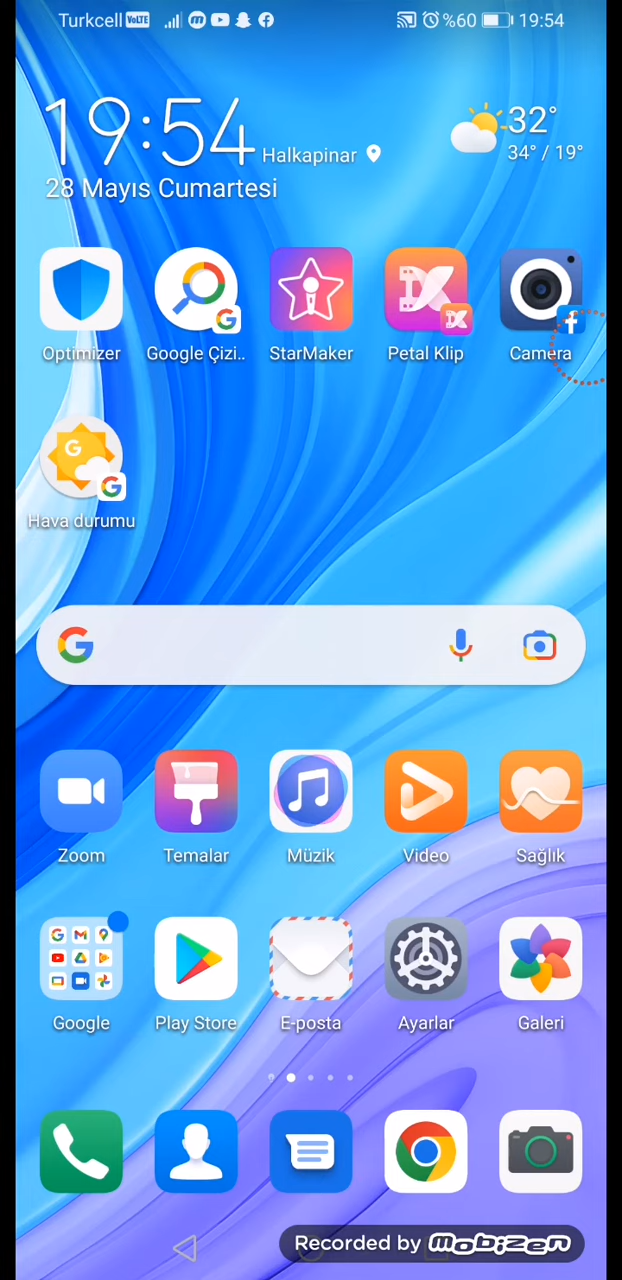 Turkcell VoLTE %60 19:54
19:54 Halkapinar 32°
34° / 19°
28 Mayıs Cumartesi
Optimizer Google Çizi.. StarMaker Petal Klip Camera
Hava durumu
Zoom Temalar Müzik Video Sağlık
Google Play Store E-posta Ayarlar Galeri
Recorded by mobizen